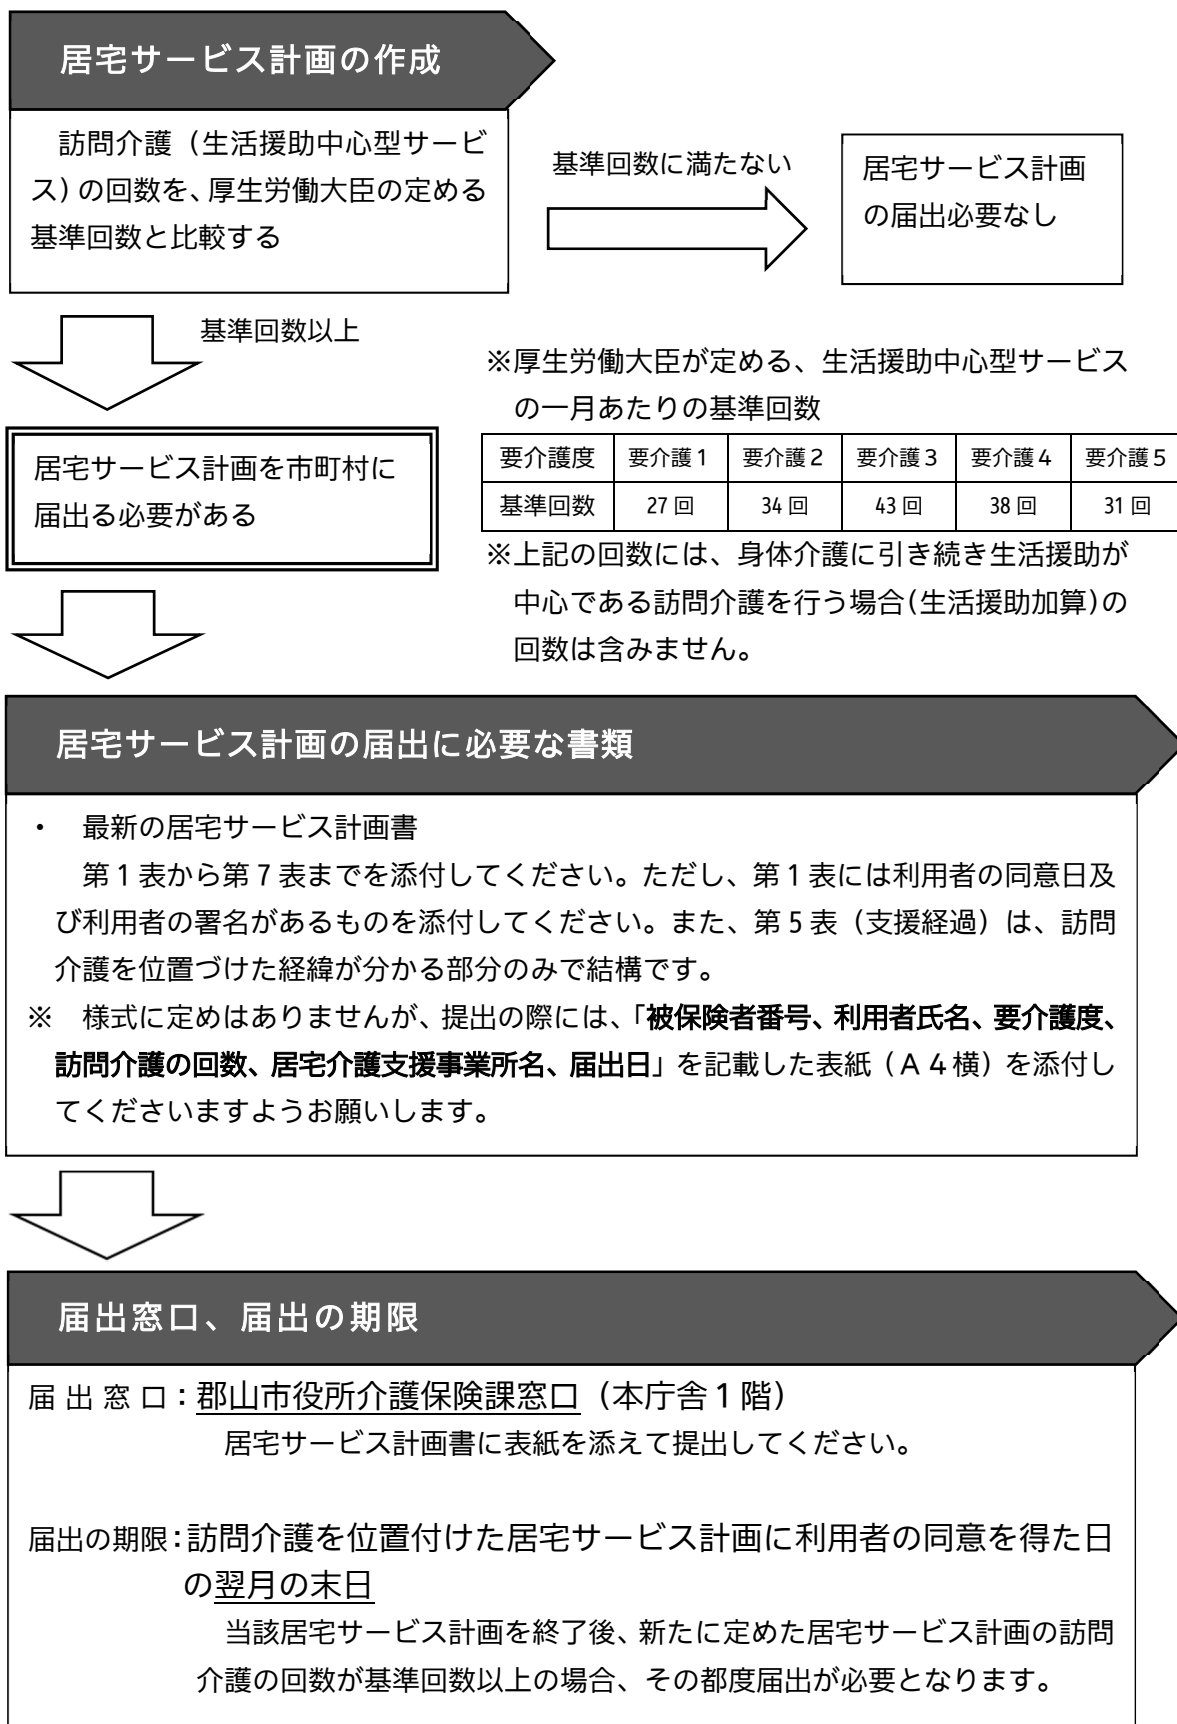 居宅サービス計画の作成
訪問介護（生活援助中心型サービ
ス）の回数を、厚生労働大臣の定める
基準回数と比較する
基準回数に満たない
居宅サービス計画
の届出必要なし
基準回数以上
居宅サービス計画を市町村に
届出る必要がある
※厚生労働大臣が定める、生活援助中心型サービス
の一月あたりの基準回数
要介護度 要介護１ 要介護２ 要介護３ 要介護４ 要介護５
基準回数 27 回 34 回 43 回 38 回 31 回
※上記の回数には、身体介護に引き続き生活援助が
中心である訪問介護を行う場合（生活援助加算）の
回数は含みません。
居宅サービス計画の届出に必要な書類
・ 最新の居宅サービス計画書
第１表から第７表までを添付してください。ただし、第１表には利用者の同意日及
び利用者の署名があるものを添付してください。また、第５表（支援経過）は、訪問
介護を位置づけた経緯が分かる部分のみで結構です。
※ 様式に定めはありませんが、提出の際には、「被保険者番号、利用者氏名、要介護度、
訪問介護の回数、居宅介護支援事業所名、届出日」を記載した表紙（Ａ４横）を添付し
てくださいますようお願いします。
届出窓口、届出の期限
届 出 窓 口：郡山市役所介護保険課窓口（本庁舎１階）
居宅サービス計画書に表紙を添えて提出してください。
届出の期限：訪問介護を位置付けた居宅サービス計画に利用者の同意を得た日
の翌月の末日
当該居宅サービス計画を終了後、新たに定めた居宅サービス計画の訪問
介護の回数が基準回数以上の場合、その都度届出が必要となります。